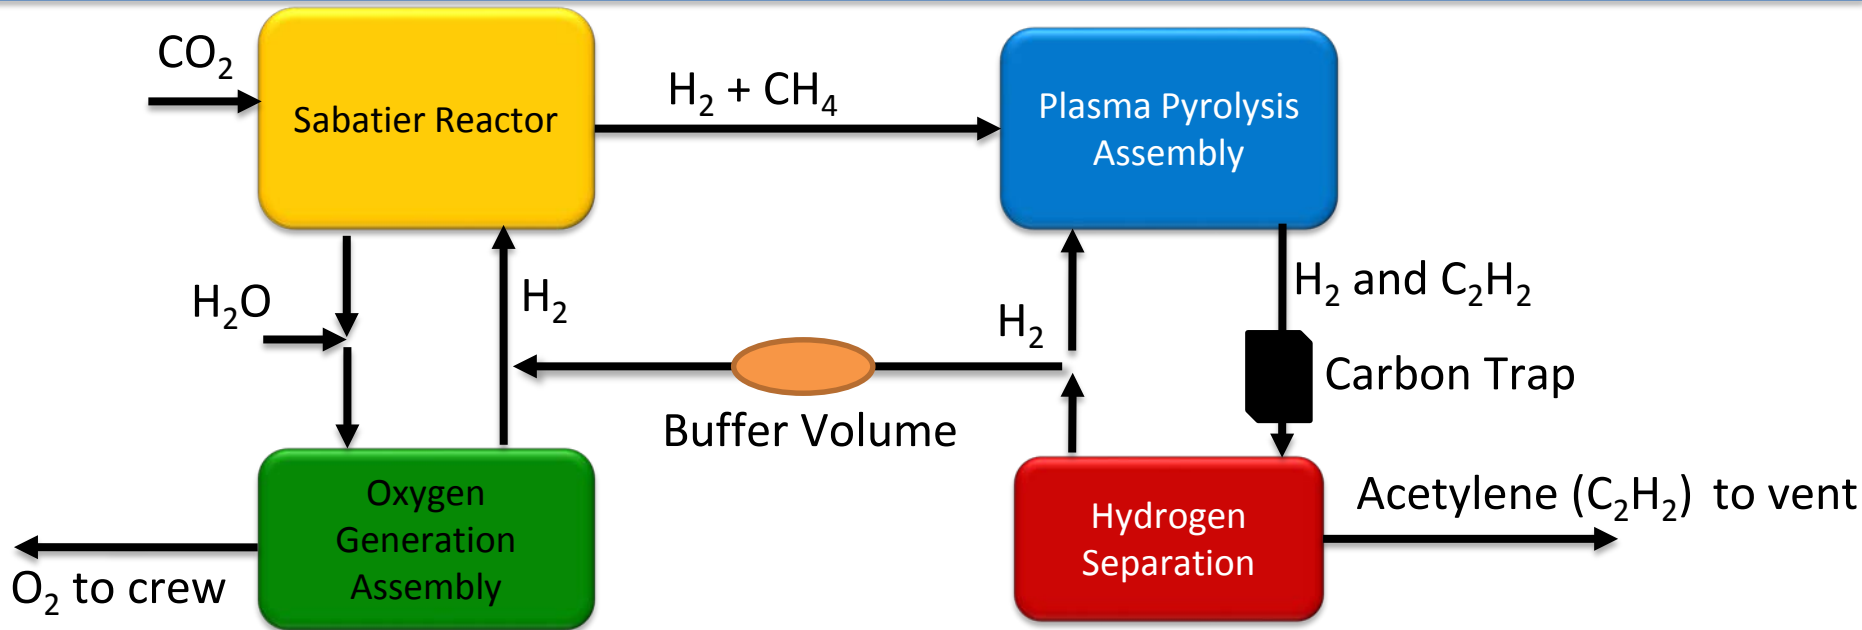 CO₂
Sabatier Reactor
H₂ + CH₄
Plasma Pyrolysis
Assembly
H₂O
H₂
H₂
H₂ and C₂H₂
Carbon Trap
Buffer Volume
Oxygen
Generation
Assembly
Hydrogen
Separation
Acetylene (C₂H₂) to vent
O₂ to crew